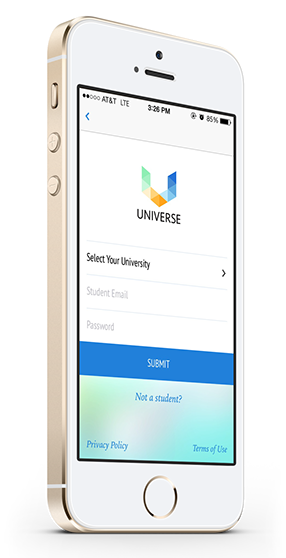 AT&T LTE 3:26 PM 85%
UNIVERSE
Select Your University
Student Email
Password
SUBMIT
Not a student?
Privacy Policy Terms of Use